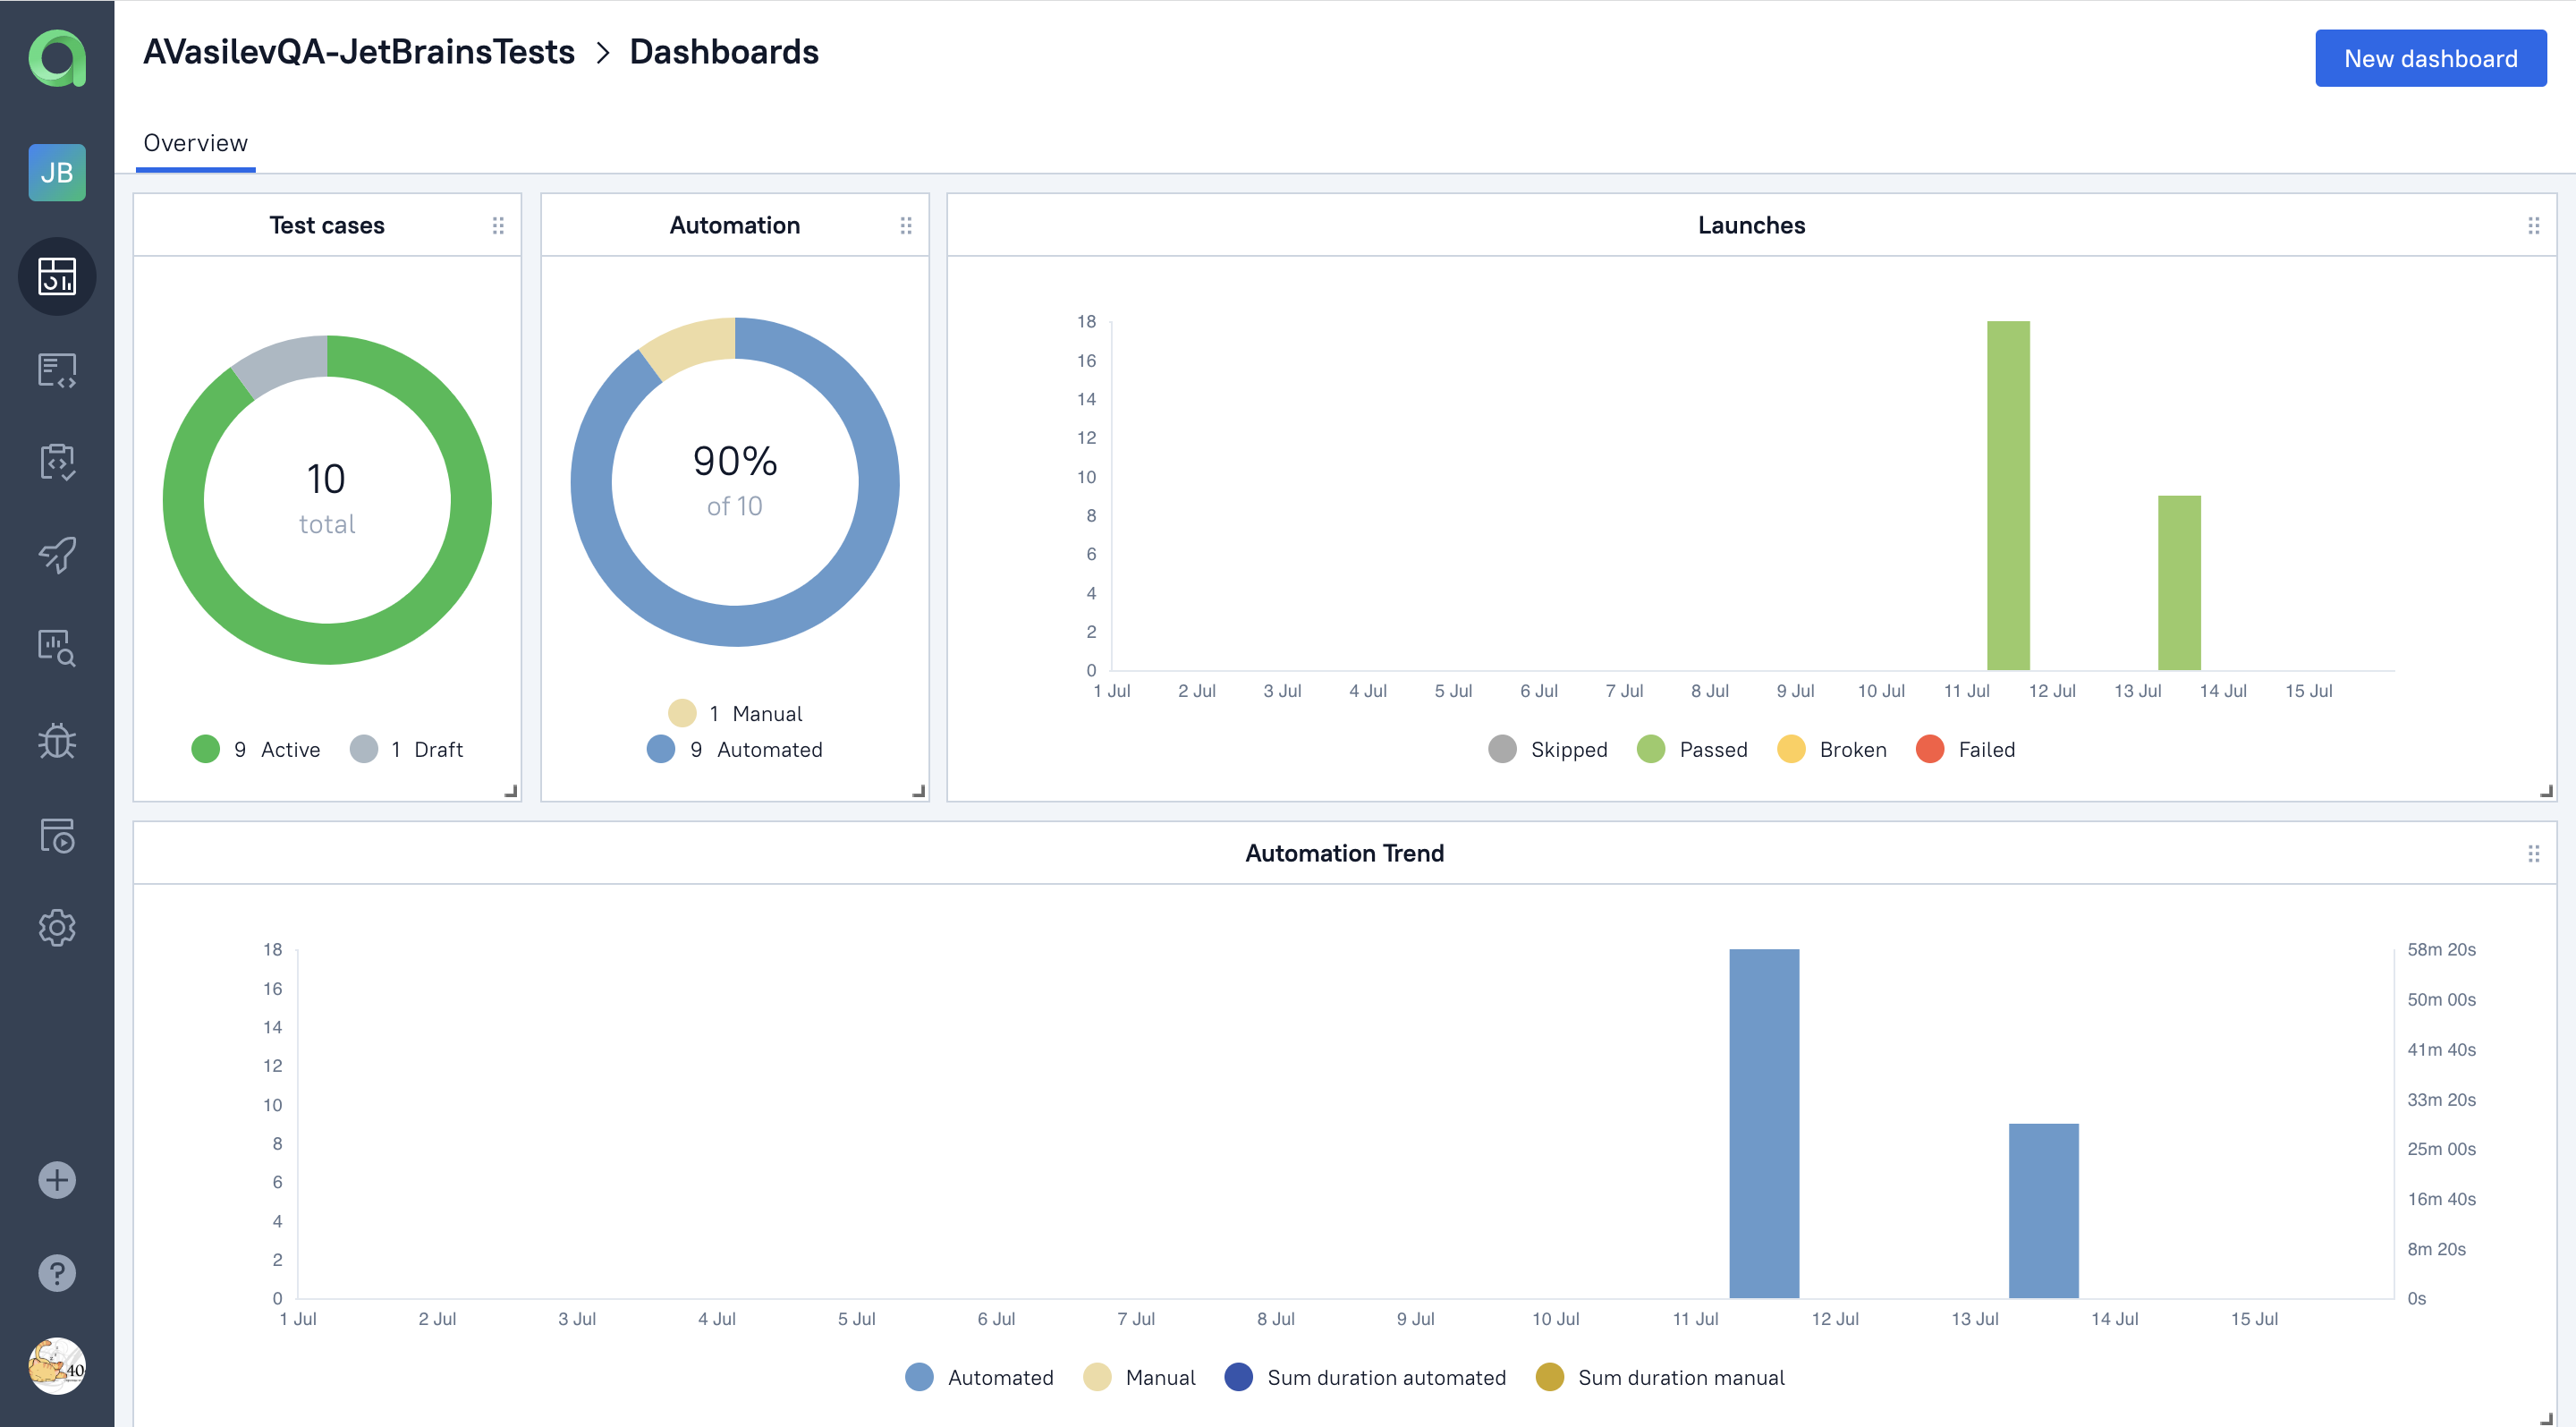 AVasilevQA-JetBrainsTests > Dashboards
New dashboard
JB
Overview
Test cases
10
total
9 Active 1 Draft
Automation
90%
of 10
1 Manual
9 Automated
Launches
18
16
14
12
10
8
6
4
2
0
1 Jul 2 Jul 3 Jul 4 Jul 5 Jul 6 Jul 7 Jul 8 Jul 9 Jul 10 Jul 11 Jul 12 Jul 13 Jul 14 Jul 15 Jul
Skipped Passed Broken Failed
Automation Trend
18
16
14
12
10
8
6
4
2
0
58m 20s
50m 00s
41m 40s
33m 20s
25m 00s
16m 40s
8m 20s
0s
1 Jul 2 Jul 3 Jul 4 Jul 5 Jul 6 Jul 7 Jul 8 Jul 9 Jul 10 Jul 11 Jul 12 Jul 13 Jul 14 Jul 15 Jul
Automated Manual Sum duration automated Sum duration manual
40